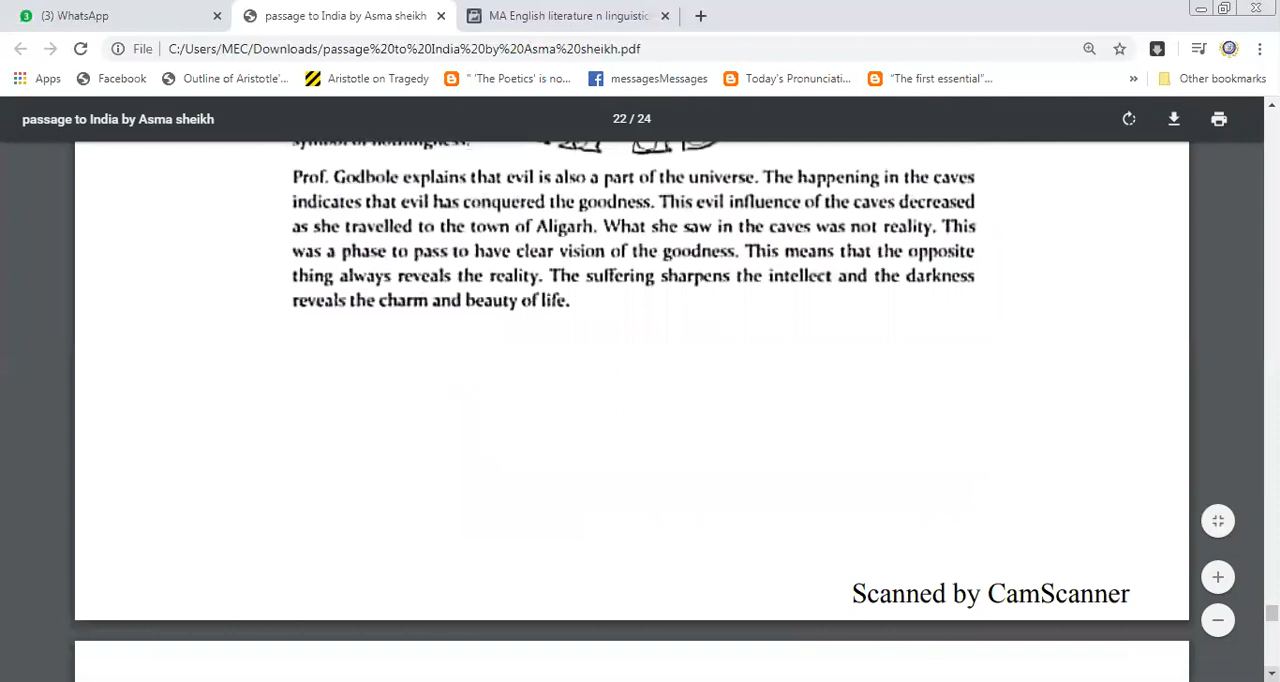 (3) WhatsApp
passage to India by Asma sheikh
MA English literature n linguistic
File
C:/Users/MEC/Downloads/passage%20to%20India%20by%20Asma%20sheikh.pdf
Apps
Facebook
Outline of Aristotle'...
Aristotle on Tragedy
" 'The Poetics' is no...
messagesMessages
Today's Pronunciati...
"The first essential"...
»
Other bookmarks
passage to India by Asma sheikh
22 / 24
symbol of nothingness.
Prof. Godbole explains that evil is also a part of the universe. The happening in the caves
indicates that evil has conquered the goodness. This evil influence of the caves decreased
as she travelled to the town of Aligarh. What she saw in the caves was not reality. This
was a phase to pass to have clear vision of the goodness. This means that the opposite
thing always reveals the reality. The suffering sharpens the intellect and the darkness
reveals the charm and beauty of life.
Scanned by CamScanner